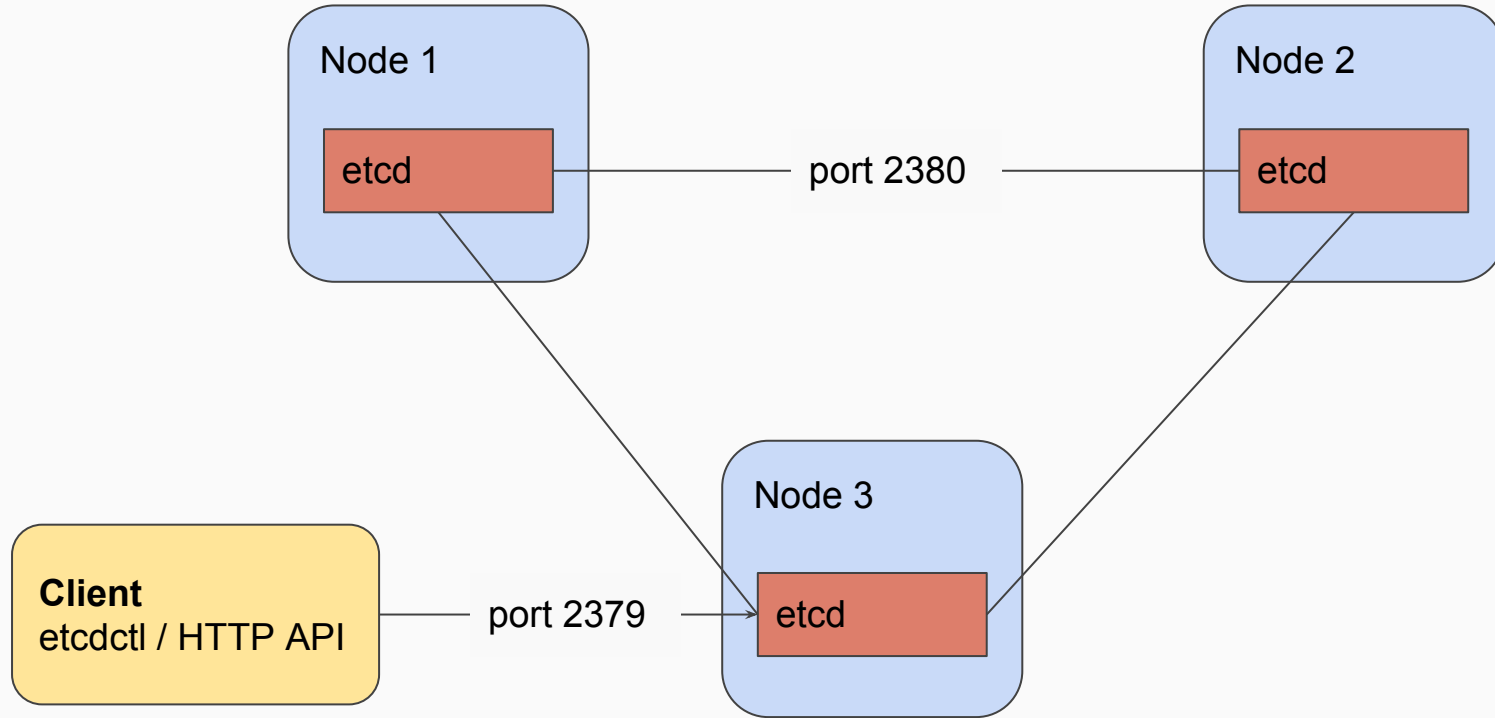 Node 1
Node 2
etcd
port 2380
etcd
Node 3
Client
etcdctl / HTTP API
port 2379
etcd